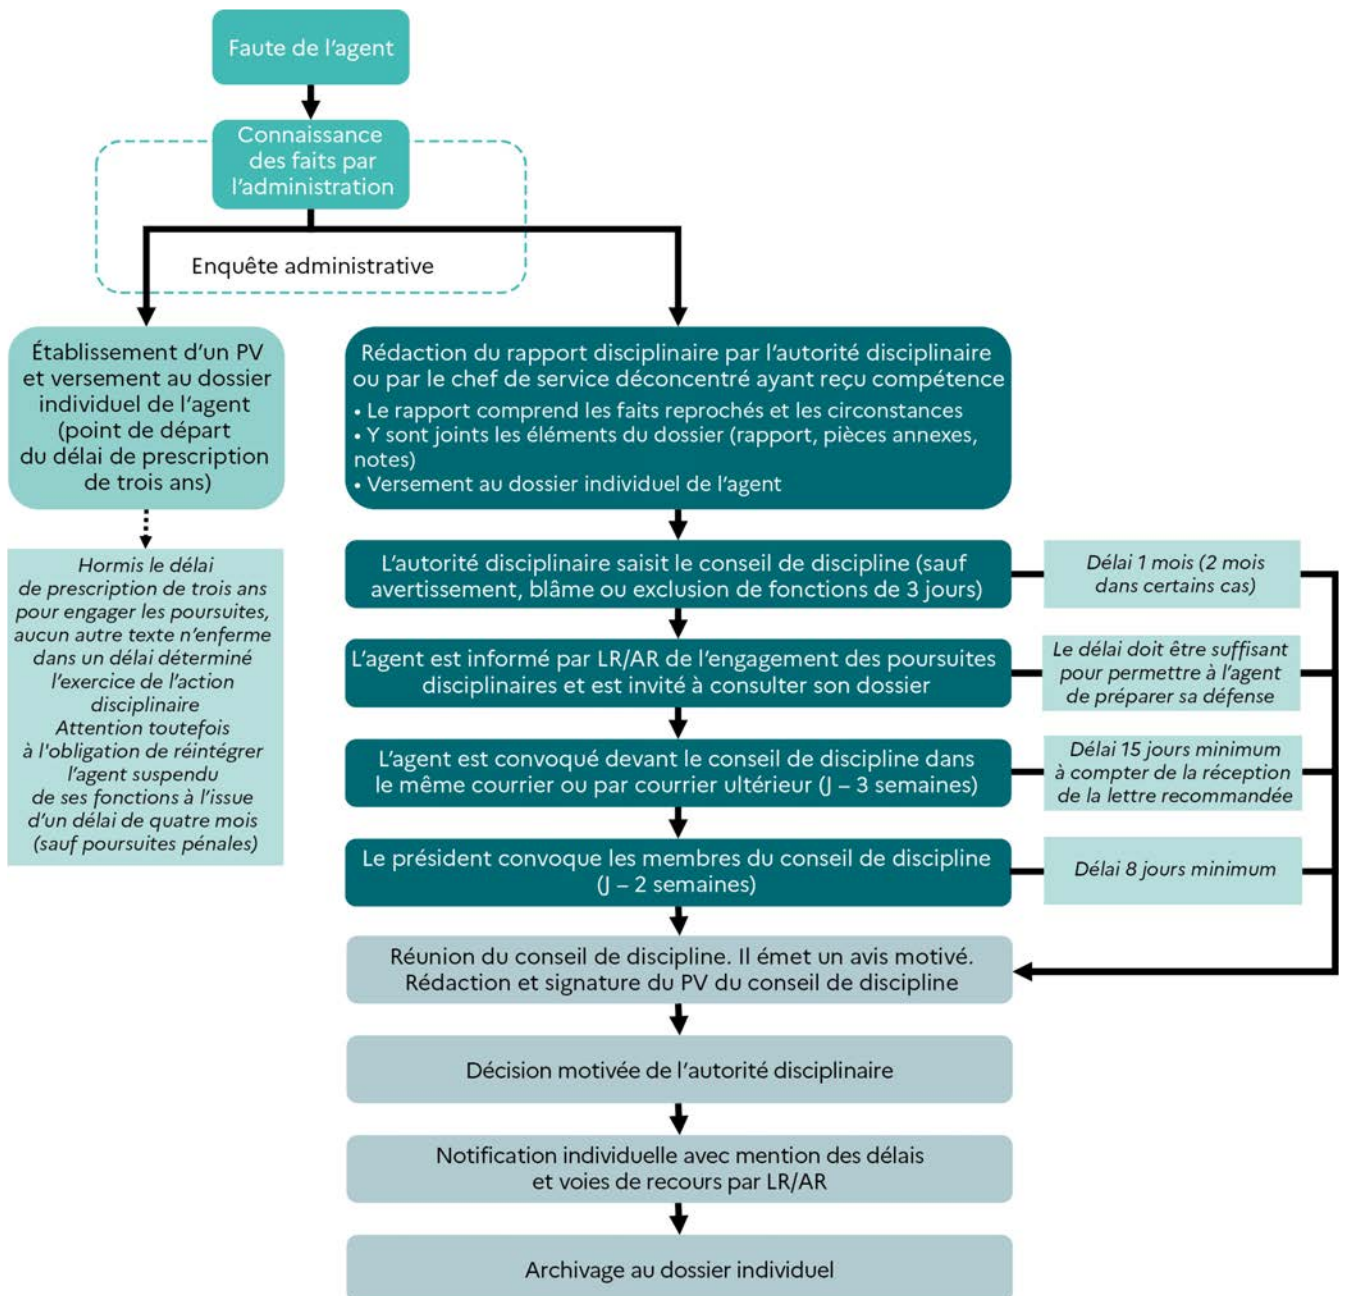 Faute de l’agent
Connaissance
des faits par
l’administration
Enquête administrative
Établissement d’un PV
et versement au dossier
individuel de l’agent
(point de départ
du délai de prescription
de trois ans)
Hormis le délai
de prescription de trois ans
pour engager les poursuites,
aucun autre texte n’enferme
dans un délai déterminé
l’exercice de l’action
disciplinaire
Attention toutefois
à l'obligation de réintégrer
l’agent suspendu
de ses fonctions à l’issue
d’un délai de quatre mois
(sauf poursuites pénales)
Rédaction du rapport disciplinaire par l’autorité disciplinaire
ou par le chef de service déconcentré ayant reçu compétence
• Le rapport comprend les faits reprochés et les circonstances
• Y sont joints les éléments du dossier (rapport, pièces annexes,
notes)
• Versement au dossier individuel de l’agent
L’autorité disciplinaire saisit le conseil de discipline (sauf
avertissement, blâme ou exclusion de fonctions de 3 jours)
Délai 1 mois (2 mois
dans certains cas)
L’agent est informé par LR/AR de l’engagement des poursuites
disciplinaires et est invité à consulter son dossier
Le délai doit être suffisant
pour permettre à l’agent
de préparer sa défense
L’agent est convoqué devant le conseil de discipline dans
le même courrier ou par courrier ultérieur (J – 3 semaines)
Délai 15 jours minimum
à compter de la réception
de la lettre recommandée
Le président convoque les membres du conseil de discipline
(J – 2 semaines)
Délai 8 jours minimum
Réunion du conseil de discipline. Il émet un avis motivé.
Rédaction et signature du PV du conseil de discipline
Décision motivée de l’autorité disciplinaire
Notification individuelle avec mention des délais
et voies de recours par LR/AR
Archivage au dossier individuel